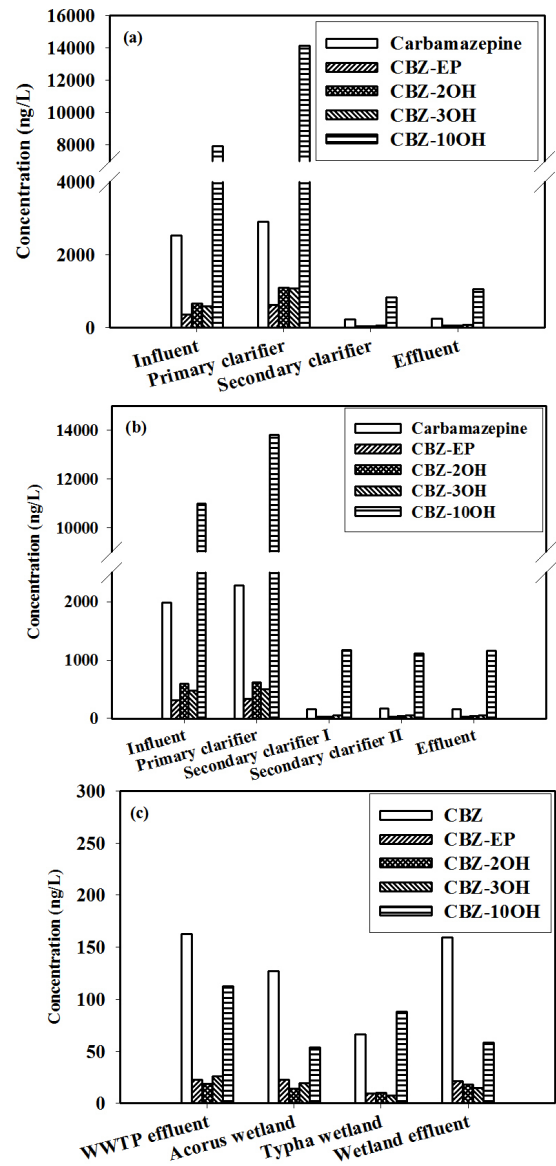 (a)
Carbamazepine
CBZ-EP
CBZ-2OH
CBZ-3OH
CBZ-10OH
Concentration (ng/L)
16000
14000
12000
10000
8000
4000
2000
0
Influent
Primary clarifier
Secondary clarifier
Effluent
(b)
Carbamazepine
CBZ-EP
CBZ-2OH
CBZ-3OH
CBZ-10OH
Concentration (ng/L)
14000
12000
10000
2000
1000
0
Influent
Primary clarifier
Secondary clarifier I
Secondary clarifier II
Effluent
(c)
CBZ
CBZ-EP
CBZ-2OH
CBZ-3OH
CBZ-10OH
Concentration (ng/L)
300
250
200
150
100
50
0
WWTP effluent
Acorus wetland
Typha wetland
Wetland effluent